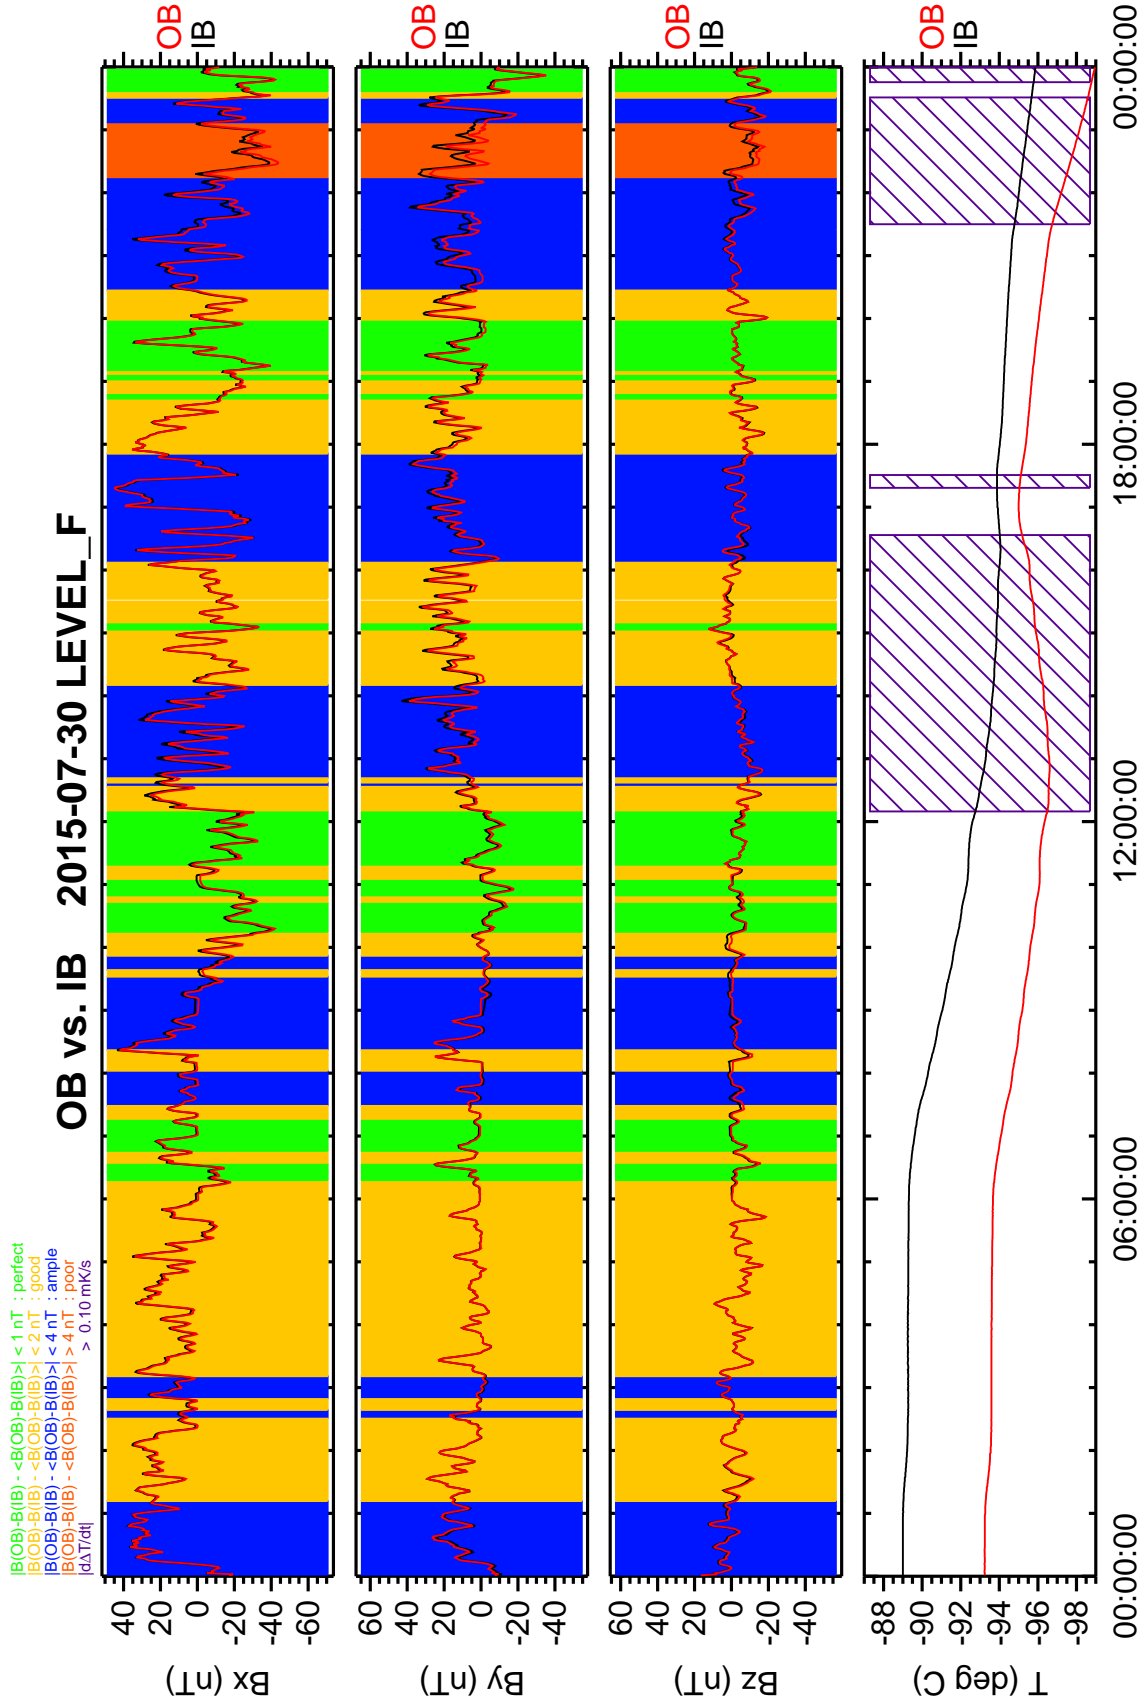 |B(OB)-B(IB) - <B(OB)-B(IB)>| < 1 nT : perfect
|B(OB)-B(IB) - <B(OB)-B(IB)>| < 2 nT : good
|B(OB)-B(IB) - <B(OB)-B(IB)>| < 4 nT : ample
|B(OB)-B(IB) - <B(OB)-B(IB)>| > 4 nT : poor
|dΔT/dt| > 0.10 mK/s
OB vs. IB 2015-07-30 LEVEL_F
Bx (nT)
40
20
0
-20
-40
-60
OB
IB
By (nT)
60
40
20
0
-20
-40
OB
IB
Bz (nT)
60
40
20
0
-20
-40
OB
IB
T (deg C)
-88
-90
-92
-94
-96
-98
OB
IB
00:00:00
06:00:00
12:00:00
18:00:00
00:00:00